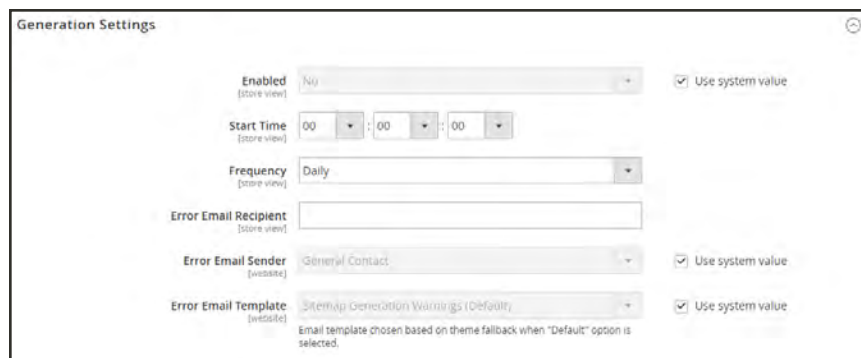 Generation Settings
Enabled No Use system value
[store view]
Start Time 00 : 00 : 00
[store view]
Frequency Daily
[store view]
Error Email Recipient
[store view]
Error Email Sender General Contact Use system value
[website]
Error Email Template Sitemap Generation Warnings (Default) Use system value
[website]
Email template chosen based on theme fallback when "Default" option is
selected.